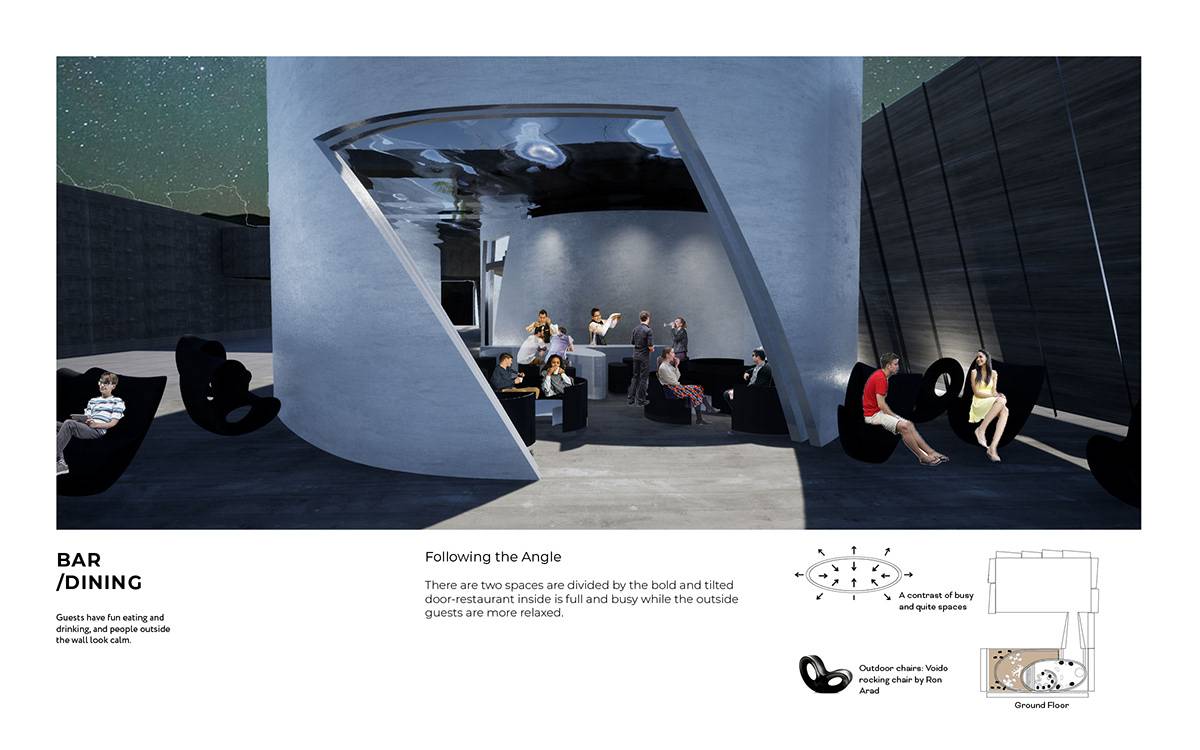 BAR
/DINING
Guests have fun eating and
drinking, and people outside
the wall look calm.
Following the Angle
There are two spaces are divided by the bold and tilted
door-restaurant inside is full and busy while the outside
guests are more relaxed.
A contrast of busy
and quite spaces
Outdoor chairs: Voido
rocking chair by Ron
Arad
Ground Floor